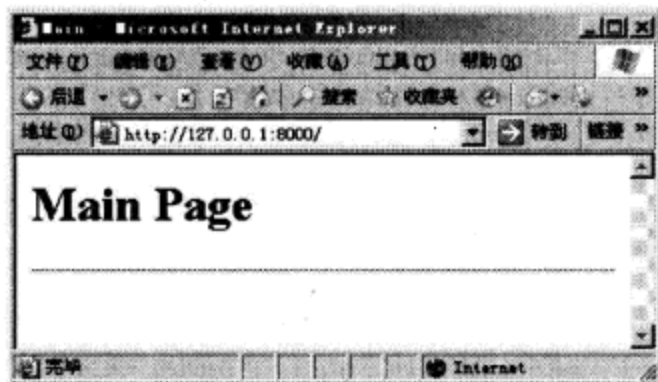 Main - Microsoft Internet Explorer
文件(F) 编辑(E) 查看(V) 收藏(A) 工具(T) 帮助(H)
后退 搜索 收藏夹
地址(D) http://127.0.0.1:8000/ 转到 链接 »
Main Page
完毕 Internet